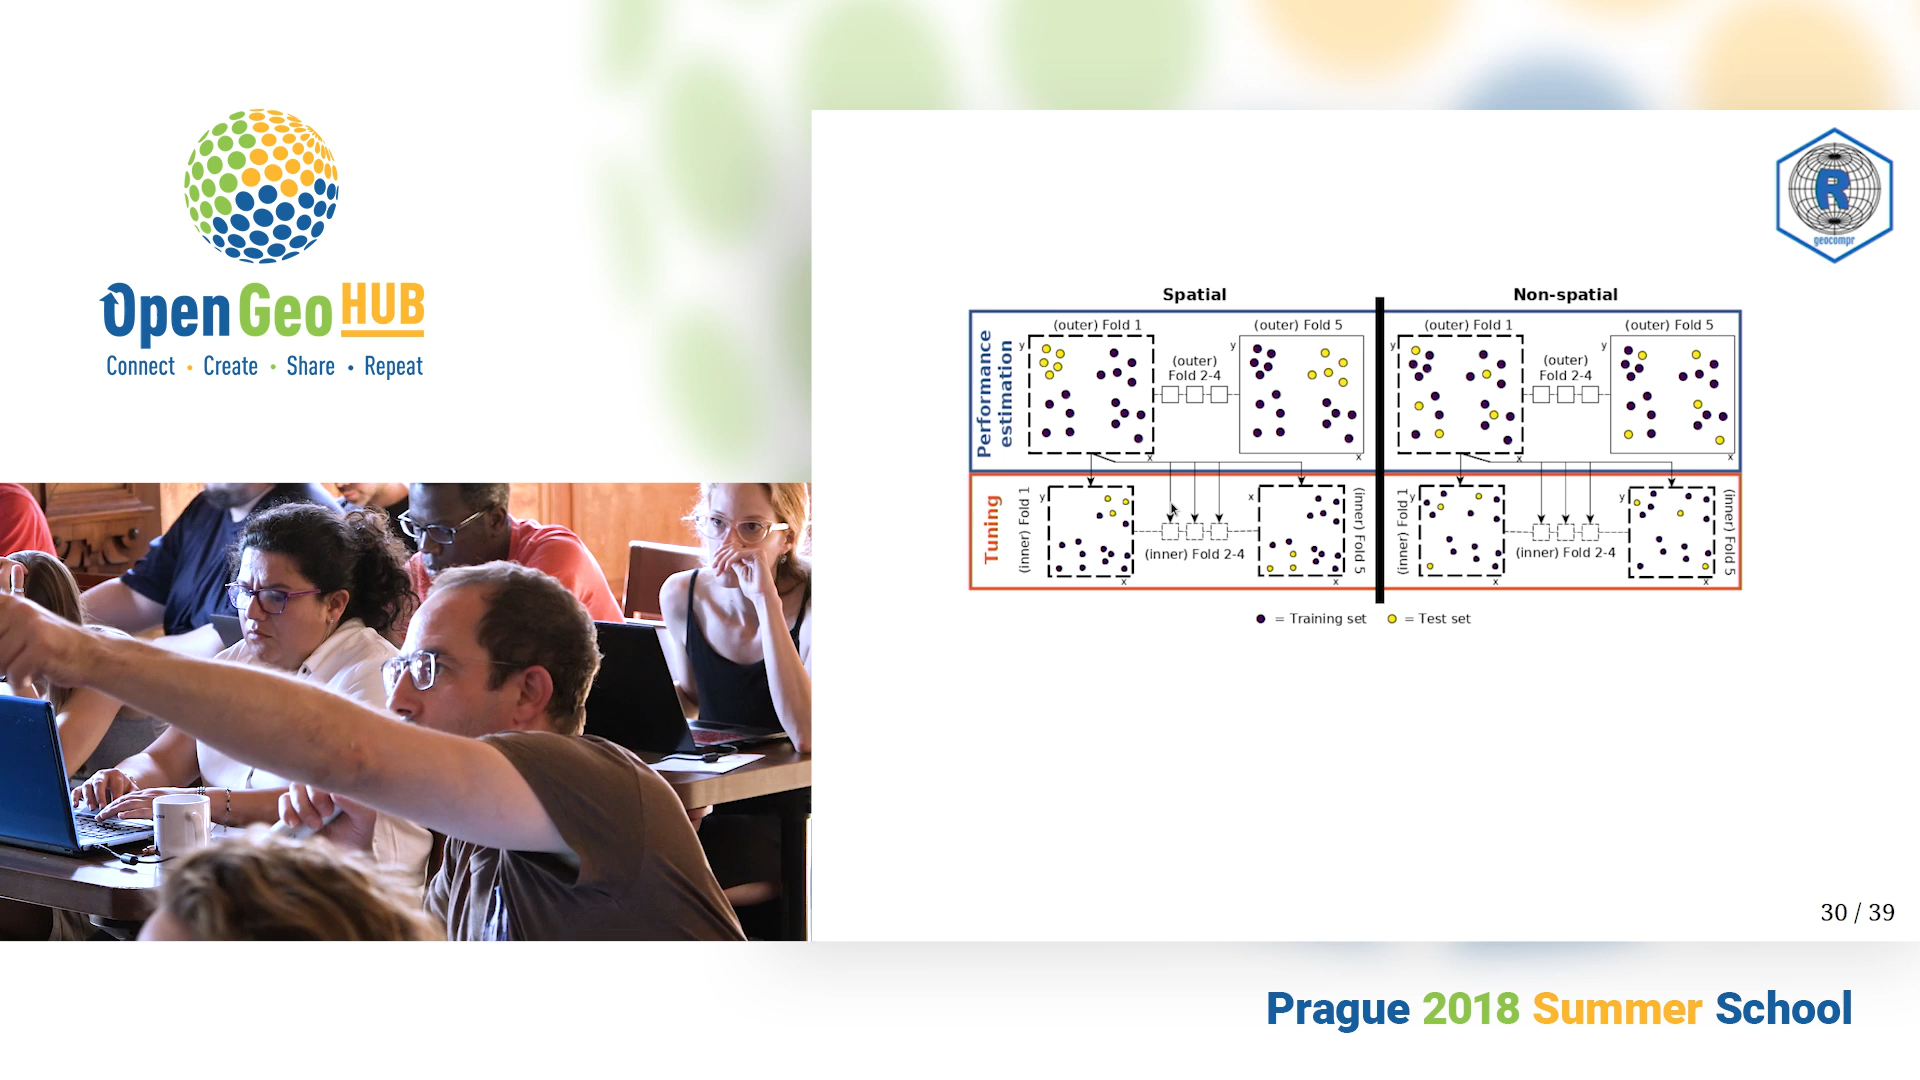 Open Geo HUB
Connect • Create • Share • Repeat
R
geocompr
Spatial
Non-spatial
Performance
estimation
(outer) Fold 1
y
x
(outer)
Fold 2-4
(outer) Fold 5
y
x
(outer) Fold 1
y
x
(outer)
Fold 2-4
(outer) Fold 5
y
x
Tuning
(inner) Fold 1
y
x
(inner) Fold 2-4
x
x
(inner) Fold 5
(inner) Fold 1
y
x
(inner) Fold 2-4
y
x
(inner) Fold 5
= Training set
= Test set
30 / 39
Prague 2018 Summer School